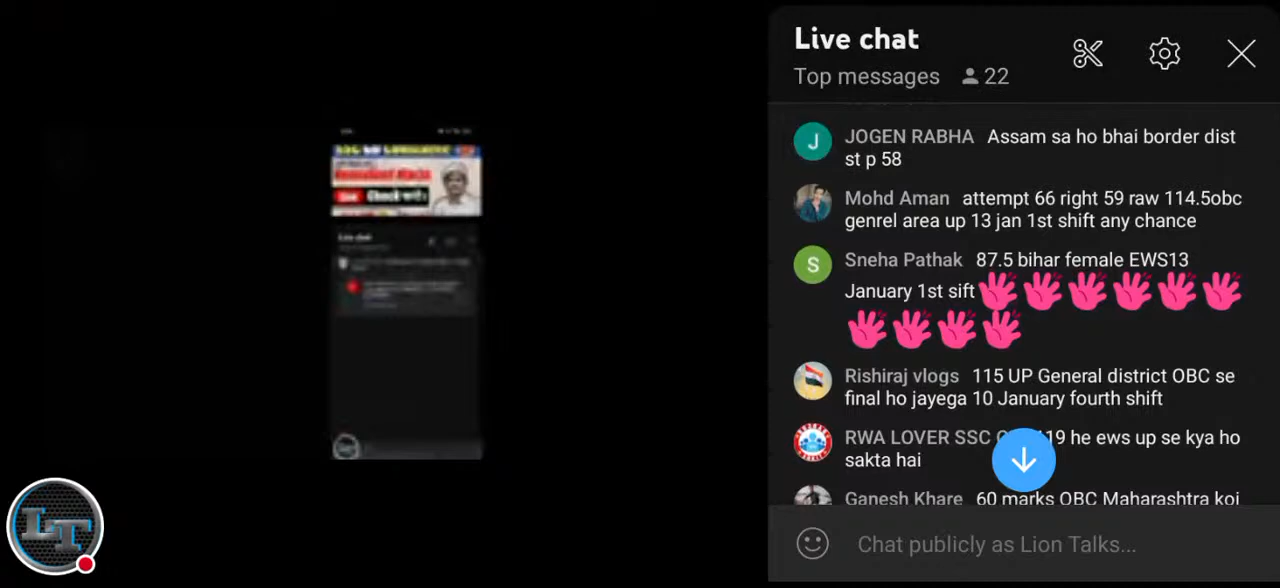 Live chat
Top messages 22
JOGEN RABHA Assam sa ho bhai border dist
st p 58
Mohd Aman attempt 66 right 59 raw 114.5obc
genrel area up 13 jan 1st shift any chance
Sneha Pathak 87.5 bihar female EWS13
January 1st sift
Rishiraj vlogs 115 UP General district OBC se
final ho jayega 10 January fourth shift
RWA LOVER SSC 19 he ews up se kya ho
sakta hai
Ganesh Khare 60 marks OBC Maharashtra koi
Chat publicly as Lion Talks...
Live chat
LT